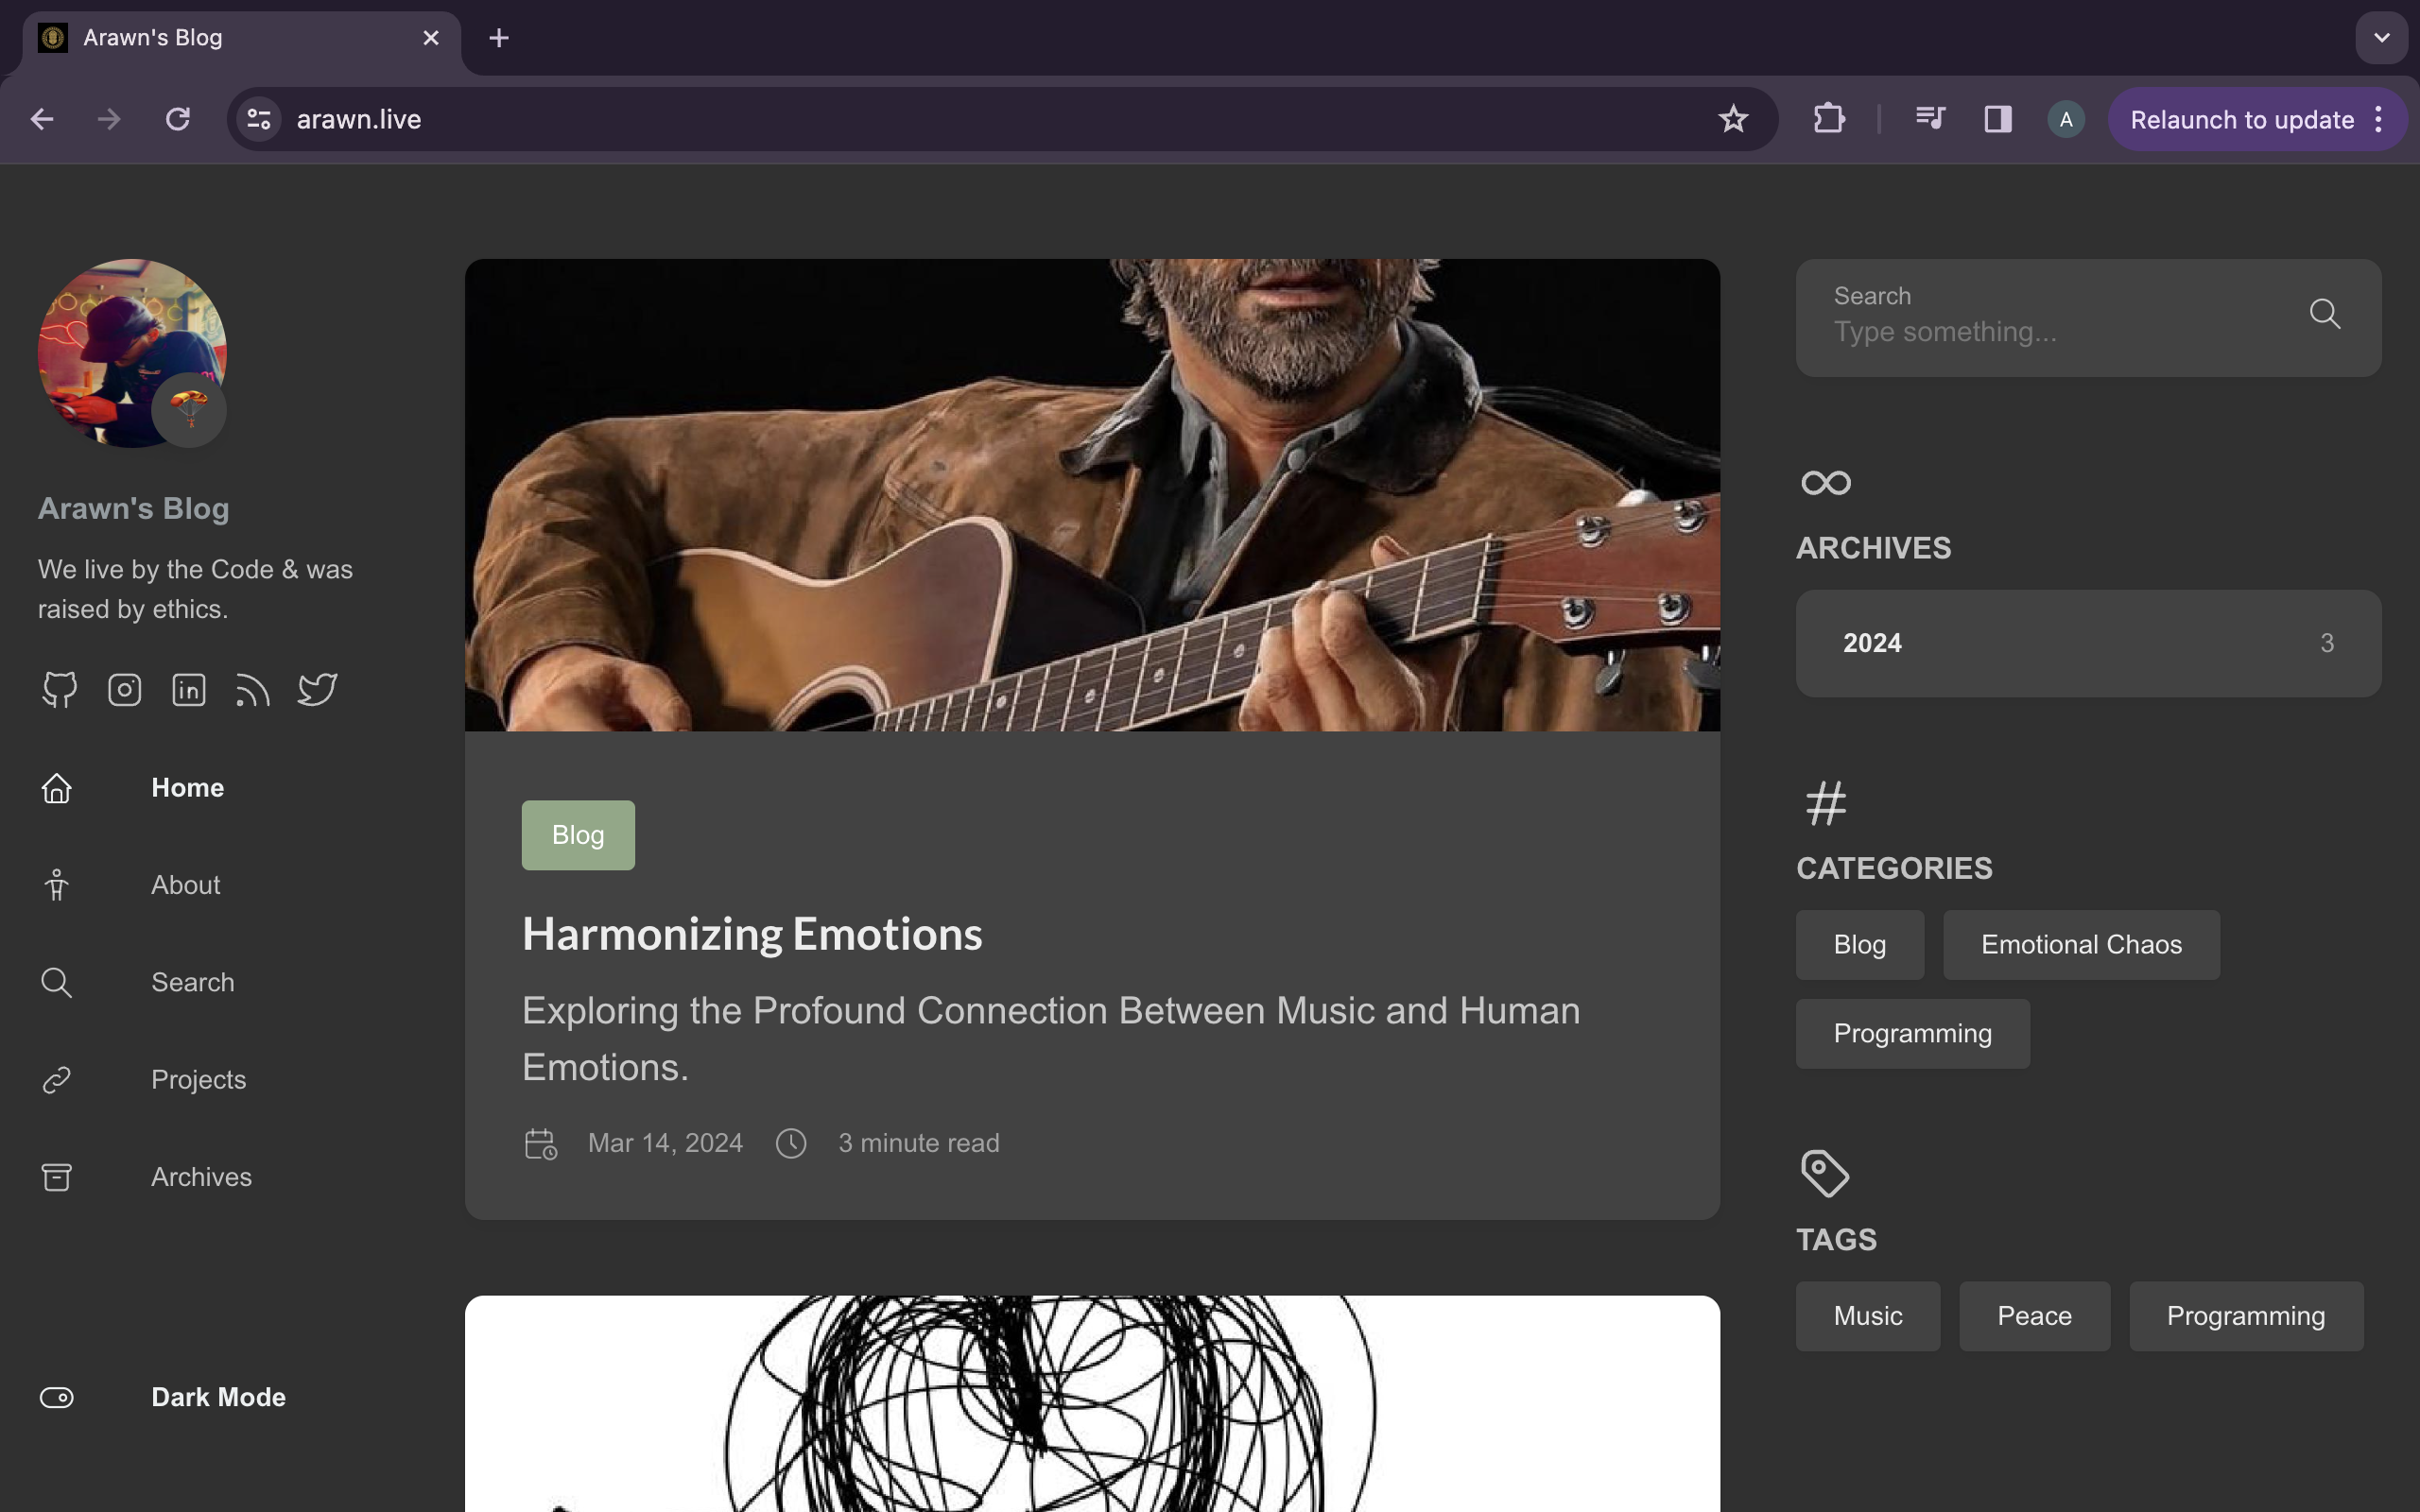 Arawn's Blog
arawn.live
A
Relaunch to update
Arawn's Blog
We live by the Code & was
raised by ethics.
Home
About
Search
Projects
Archives
Dark Mode
Blog
Harmonizing Emotions
Exploring the Profound Connection Between Music and Human
Emotions.
Mar 14, 2024 3 minute read
Search
Type something...
ARCHIVES
2024 3
CATEGORIES
Blog Emotional Chaos
Programming
TAGS
Music Peace Programming